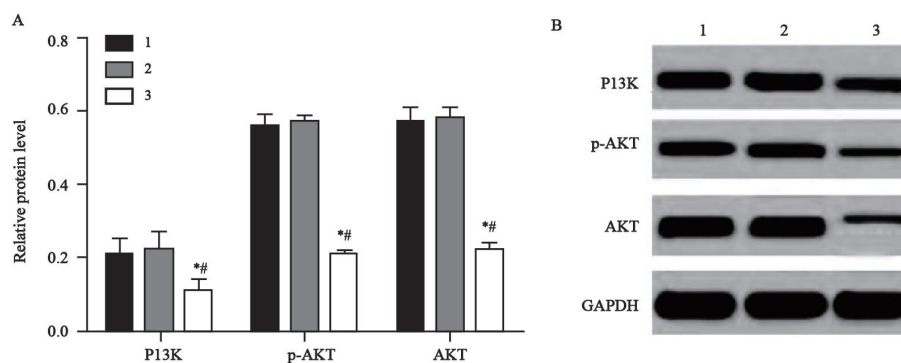 A
Relative protein level
0.8
0.6
0.4
0.2
0.0
1
2
3
*#
*#
*#
P13K
p-AKT
AKT
B
1
2
3
P13K
p-AKT
AKT
GAPDH